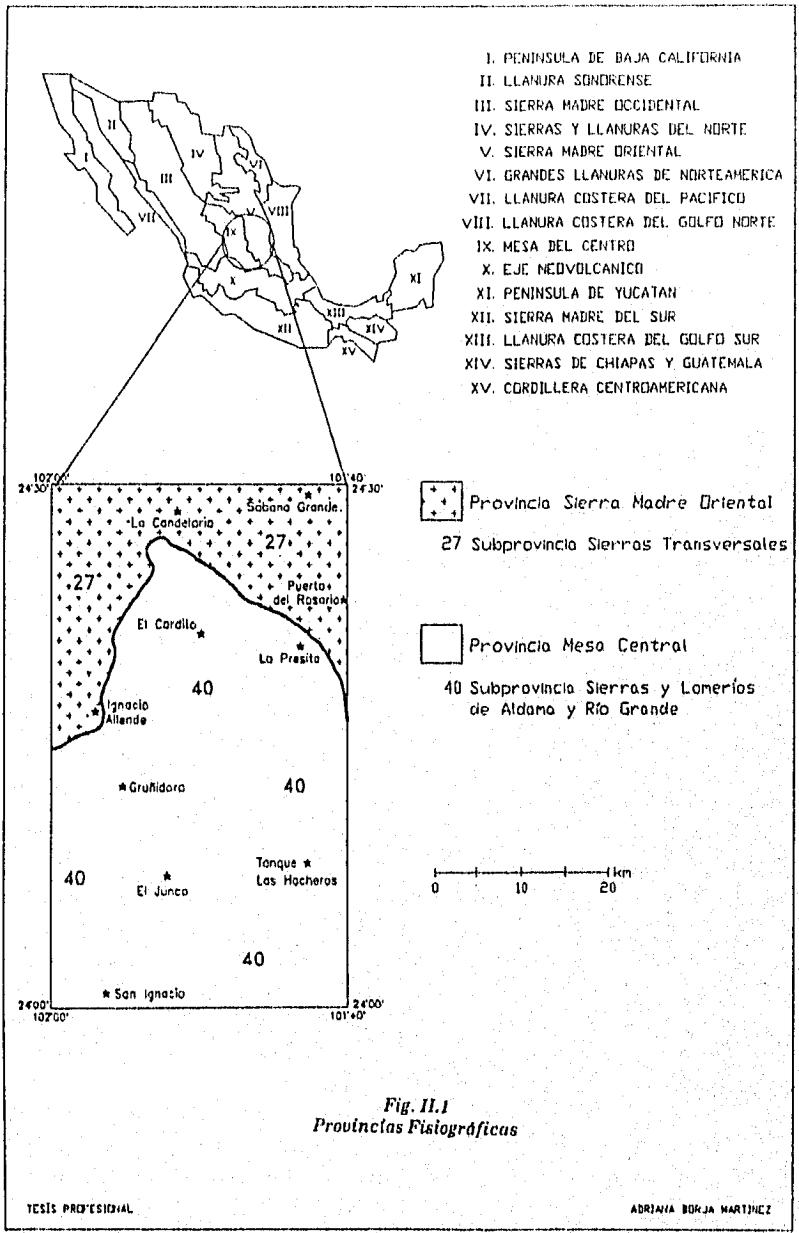 I. PENINSULA DE BAJA CALIFORNIA
II. LLANURA SONORENSE
III. SIERRA MADRE OCCIDENTAL
IV. SIERRAS Y LLANURAS DEL NORTE
V. SIERRA MADRE ORIENTAL
VI. GRANDES LLANURAS DE NORTEAMERICA
VII. LLANURA COSTERA DEL PACIFICO
VIII. LLANURA COSTERA DEL GOLFO NORTE
IX. MESA DEL CENTRO
X. EJE NEOVOLCANICO
XI. PENINSULA DE YUCATAN
XII. SIERRA MADRE DEL SUR
XIII. LLANURA COSTERA DEL GOLFO SUR
XIV. SIERRAS DE CHIAPAS Y GUATEMALA
XV. CORDILLERA CENTROAMERICANA
I
II
III
IV
V
VI
VII
VIII
IX
X
XI
XII
XIII
XIV
XV
102°00'
101°40'
24°30'
24°30'
Sabana Grande.
La Candelaria
27
27
Puerto
del Rosario
El Cardito
La Presita
40
Ignacio
Allende
Gruñidora
40
40
Tanque
Los Hacheros
El Junco
40
San Ignacio
24°00'
24°00'
102°00'
101°40'
Provincia Sierra Madre Oriental
27 Subprovincia Sierras Transversales
Provincia Mesa Central
40 Subprovincia Sierras y Lomeríos
de Aldama y Río Grande
km
0 10 20
Fig. II.1
Provincias Fisiográficas
TESIS PROFESIONAL
ADRIANA BORJA MARTINEZ